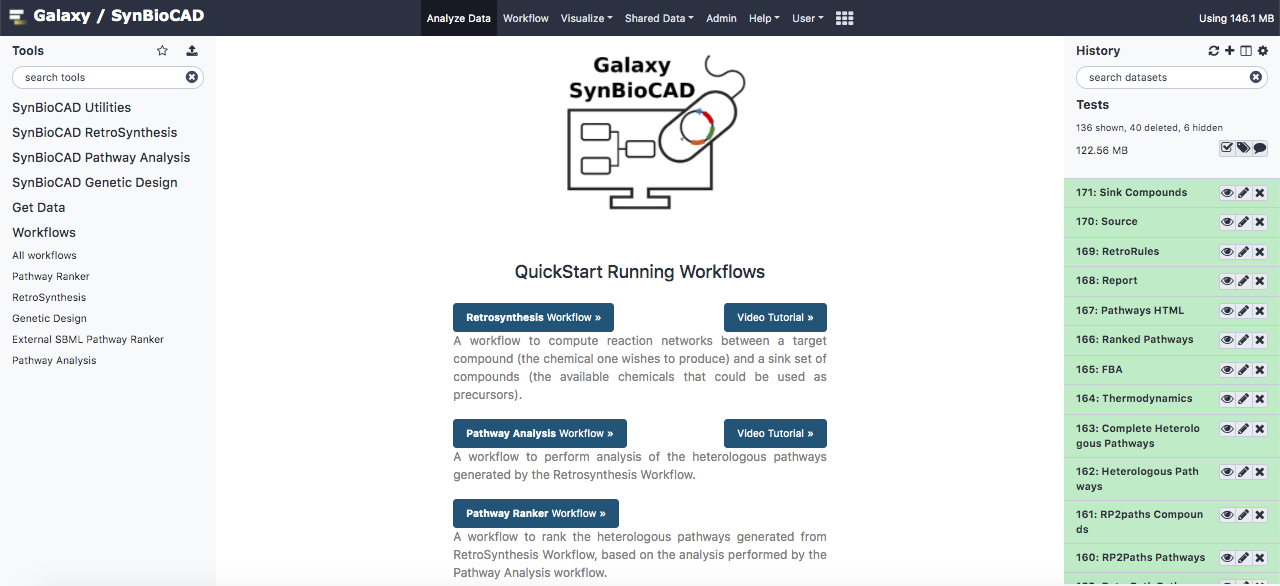 Galaxy / SynBioCAD
Analyze Data
Workflow
Visualize
Shared Data
Admin
Help
User
Using 146.1 MB
Tools
search tools
SynBioCAD Utilities
SynBioCAD RetroSynthesis
SynBioCAD Pathway Analysis
SynBioCAD Genetic Design
Get Data
Workflows
All workflows
Pathway Ranker
RetroSynthesis
Genetic Design
External SBML Pathway Ranker
Pathway Analysis
Galaxy
SynBioCAD
QuickStart Running Workflows
Retrosynthesis Workflow »
Video Tutorial »
A workflow to compute reaction networks between a target
compound (the chemical one wishes to produce) and a sink set of
compounds (the available chemicals that could be used as
precursors).
Pathway Analysis Workflow »
Video Tutorial »
A workflow to perform analysis of the heterologous pathways
generated by the Retrosynthesis Workflow.
Pathway Ranker Workflow »
A workflow to rank the heterologous pathways generated from
RetroSynthesis Workflow, based on the analysis performed by the
Pathway Analysis workflow.
History
search datasets
Tests
136 shown, 40 deleted, 6 hidden
122.56 MB
171: Sink Compounds
170: Source
169: RetroRules
168: Report
167: Pathways HTML
166: Ranked Pathways
165: FBA
164: Thermodynamics
163: Complete Heterolo
gous Pathways
162: Heterologous Path
ways
161: RP2paths Compoun
ds
160: RP2Paths Pathways